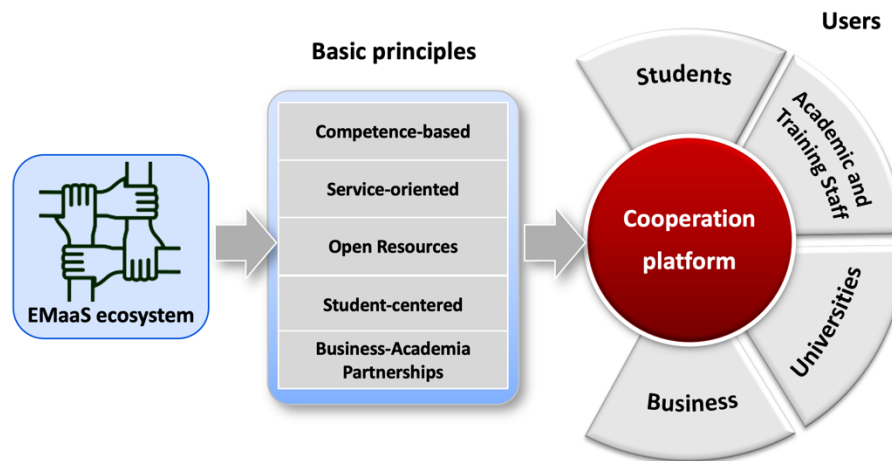 Basic principles
Users
EMaaS ecosystem
Competence-based
Service-oriented
Open Resources
Student-centered
Business-Academia
Partnerships
Cooperation
platform
Students
Academic and
Training Staff
Universities
Business